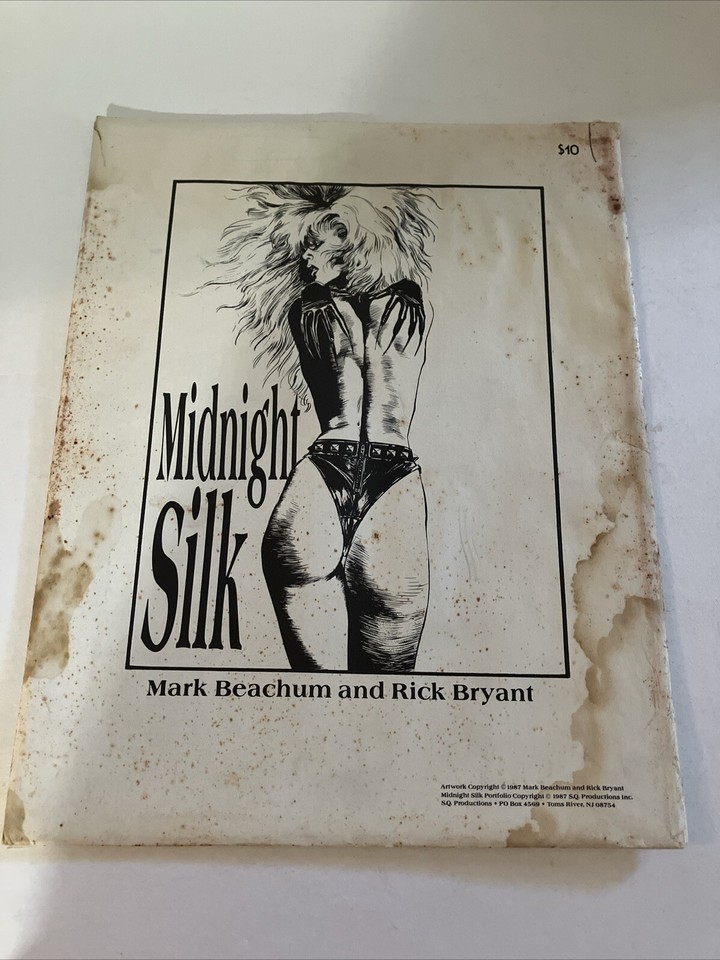 $10
Midnight
Silk
Mark Beachum and Rick Bryant
Artwork Copyright © 1987 Mark Beachum and Rick Bryant
Midnight Silk Portfolio Copyright © 1987 S.Q. Productions Inc.
S.Q. Productions • PO Box 4569 • Toms River, NJ 08754